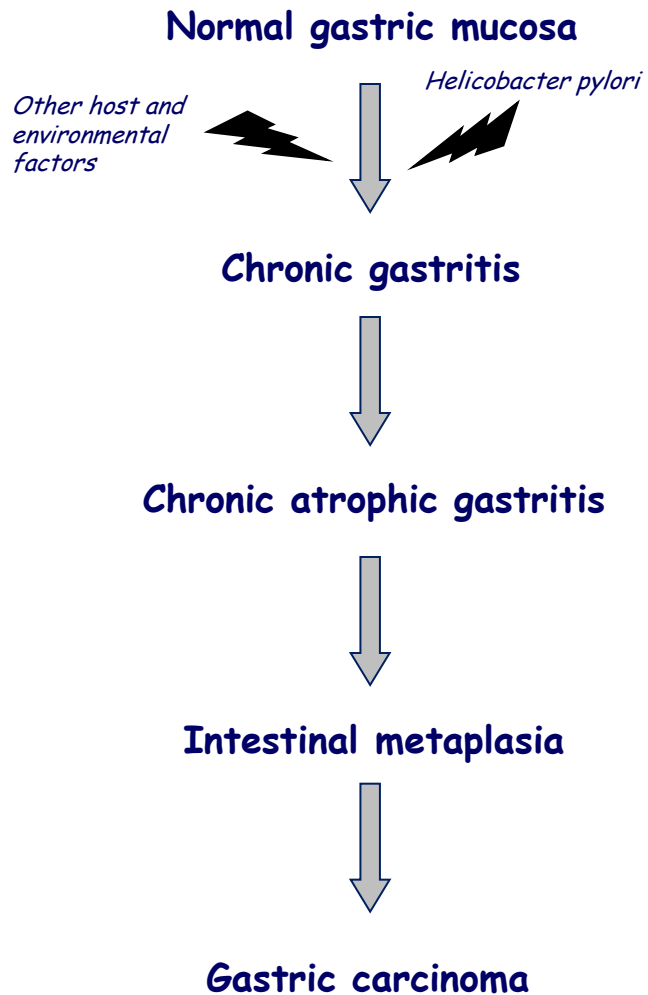 Normal gastric mucosa
Helicobacter pylori
Other host and
environmental
factors
Chronic gastritis
Chronic atrophic gastritis
Intestinal metaplasia
Gastric carcinoma